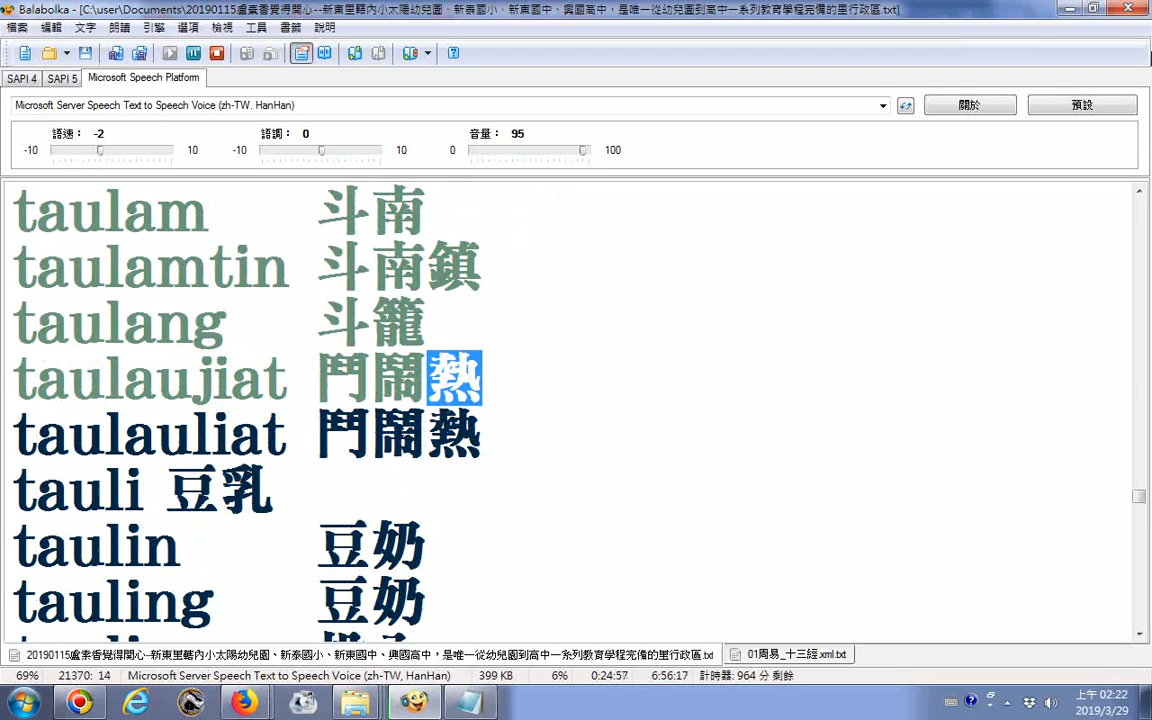 Balabolka - [C:\user\Documents\20190115盧素香覺得開心--新東里轄內小太陽幼兒園、新泰國小、新東國中、興國高中，是唯一從幼兒園到高中一系列教育學程完備的里行政區.txt]
檔案 編輯 文字 朗讀 引擎 選項 檢視 工具 書籤 說明
SAPI 4 SAPI 5 Microsoft Speech Platform
Microsoft Server Speech Text to Speech Voice (zh-TW, HanHan) 關於 預設
語速： -2 語調： 0 音量： 95
-10 10 -10 10 0 100
taulam 斗南
taulamtin 斗南鎮
taulang 斗籠
taulaujiat 鬥鬧熱
taulauliat 鬥鬧熱
tauli 豆乳
taulin 豆奶
tauling 豆奶
20190115盧素香覺得開心--新東里轄內小太陽幼兒園、新泰國小、新東國中、興國高中，是唯一從幼兒園到高中一系列教育學程完備的里行政區.txt 01周易_十三經.xml.txt
69% 21370: 14 Microsoft Server Speech Text to Speech Voice (zh-TW, HanHan) 399 KB 6% 0:24:57 6:56:17 計時器: 964 分 剩餘
上午 02:22
2019/3/29